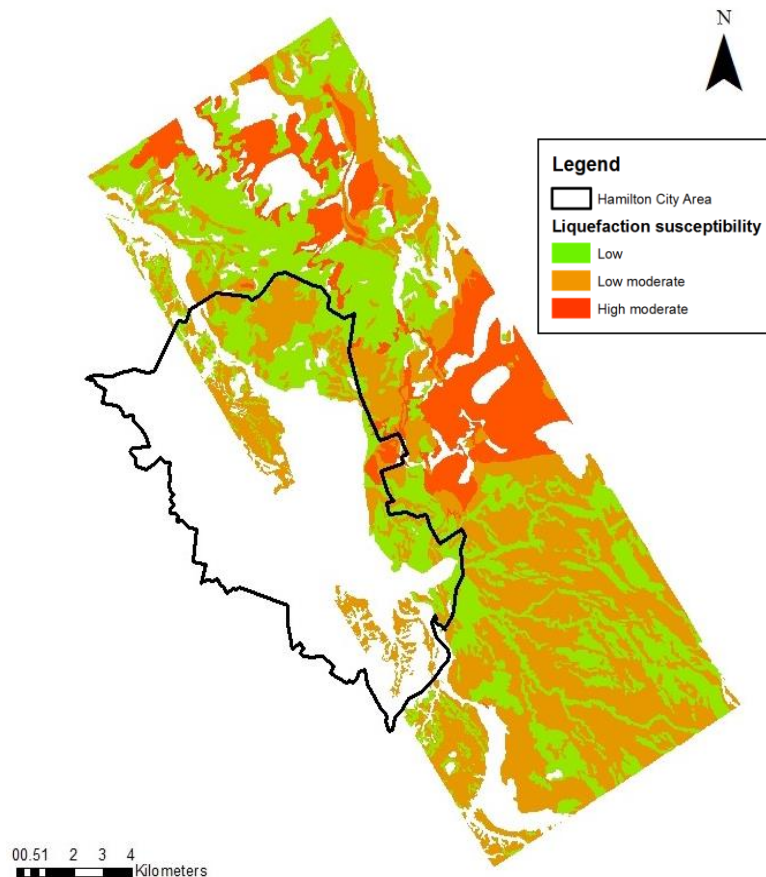 N
Legend
Hamilton City Area
Liquefaction susceptibility
Low
Low moderate
High moderate
00.51 2 3 4
Kilometers